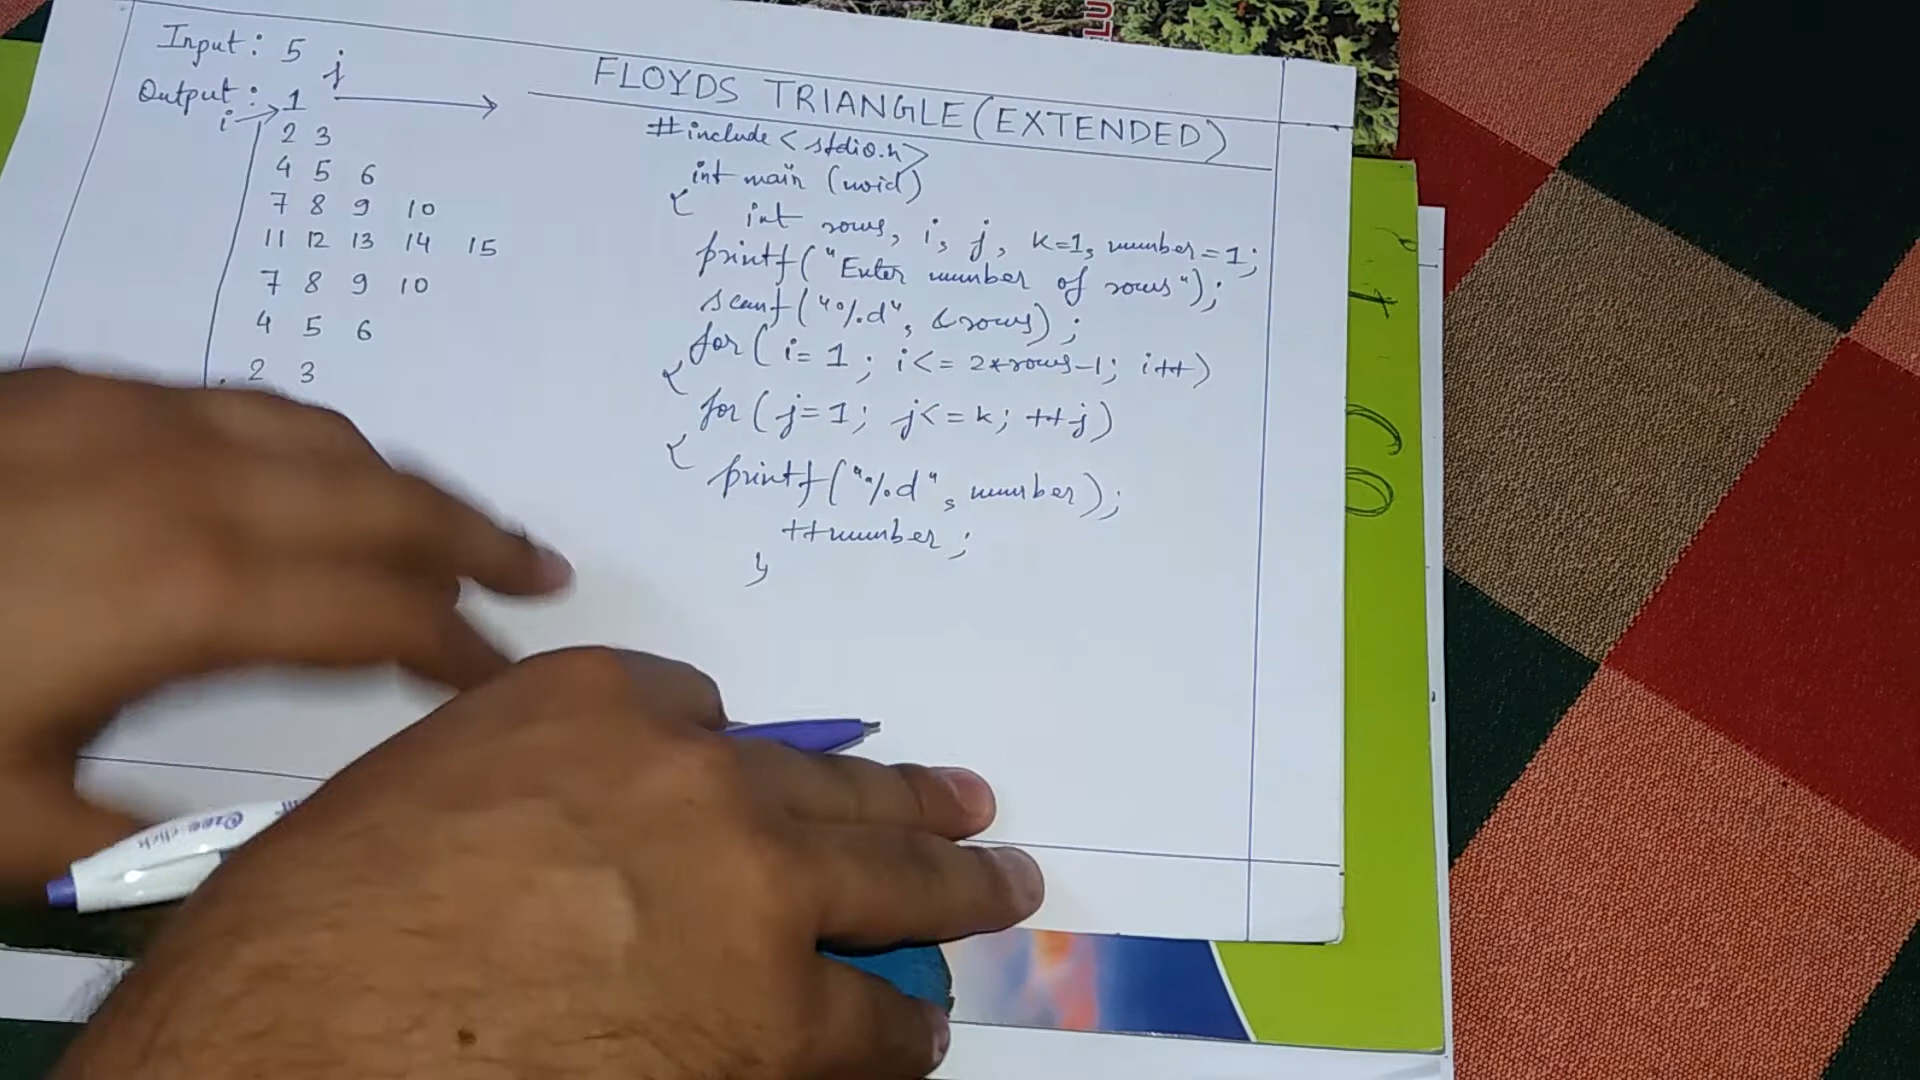 Input: 5
j
Output: 1
i
2 3
4 5 6
7 8 9 10
11 12 13 14 15
7 8 9 10
4 5 6
2 3
FLOYDS TRIANGLE (EXTENDED)
#include <stdio.h>
int main (void)
{
int rows, i, j, k=1, number=1;
printf("Enter number of rows");
scanf("%d", &rows);
for( i= 1 ; i<= 2*rows-1; i++)
{
for( j=1; j<=k; ++j)
{
printf("%d", number);
++number;
}
LU